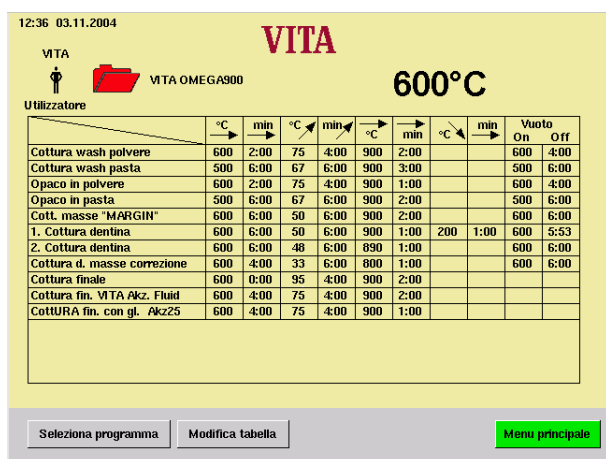 12:36 03.11.2004
VITA
VITA
VITA OMEGA900
600°C
Utilizzatore
°C min °C min °C min °C min Vuoto
On Off
Cottura wash polvere 600 2:00 75 4:00 900 2:00 600 4:00
Cottura wash pasta 500 6:00 67 6:00 900 3:00 500 6:00
Opaco in polvere 600 2:00 75 4:00 900 1:00 600 4:00
Opaco in pasta 500 6:00 67 6:00 900 2:00 500 6:00
Cott. masse "MARGIN" 600 6:00 50 6:00 900 2:00 600 6:00
1. Cottura dentina 600 6:00 50 6:00 900 1:00 200 1:00 600 5:53
2. Cottura dentina 600 6:00 48 6:00 890 1:00 600 6:00
Cottura d. masse correzione 600 4:00 33 6:00 800 1:00 600 6:00
Cottura finale 600 0:00 95 4:00 900 2:00
Cottura fin. VITA Akz. Fluid 600 4:00 75 4:00 900 2:00
CottURA fin. con gl. Akz25 600 4:00 75 4:00 900 1:00
Seleziona programma Modifica tabella Menu principale